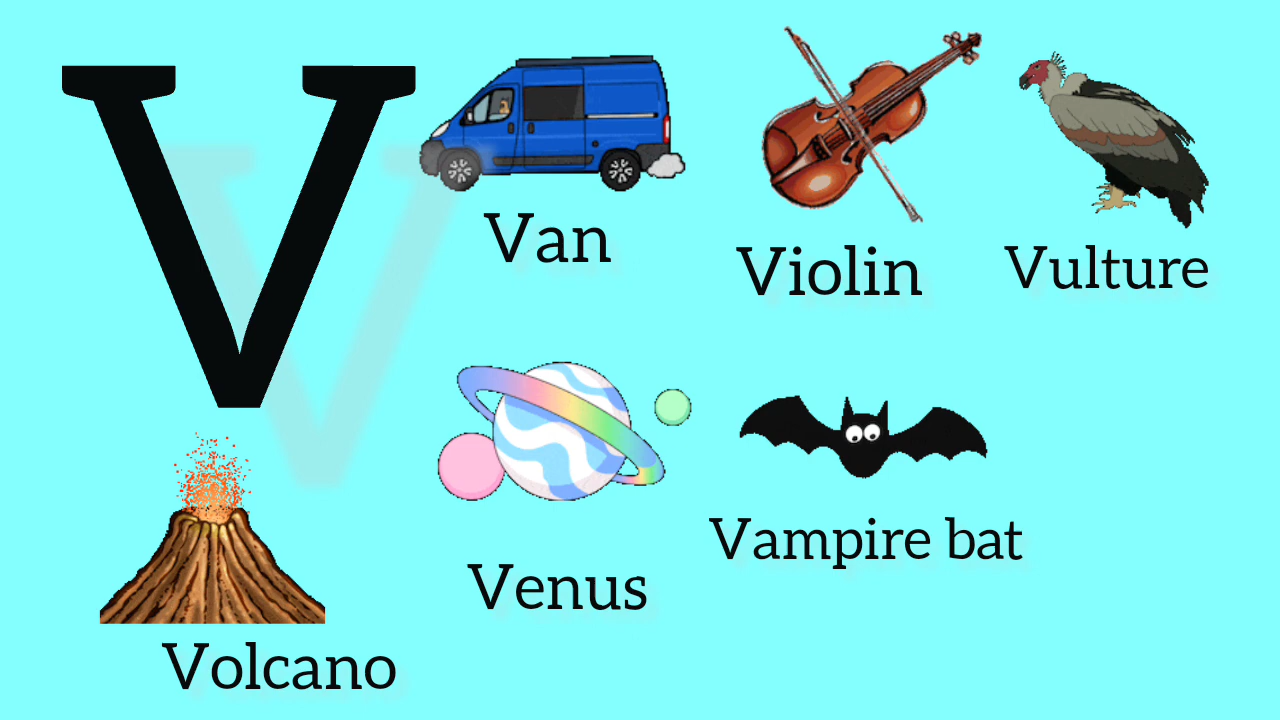 V
Van
Violin
Vulture
Venus
Vampire bat
Volcano